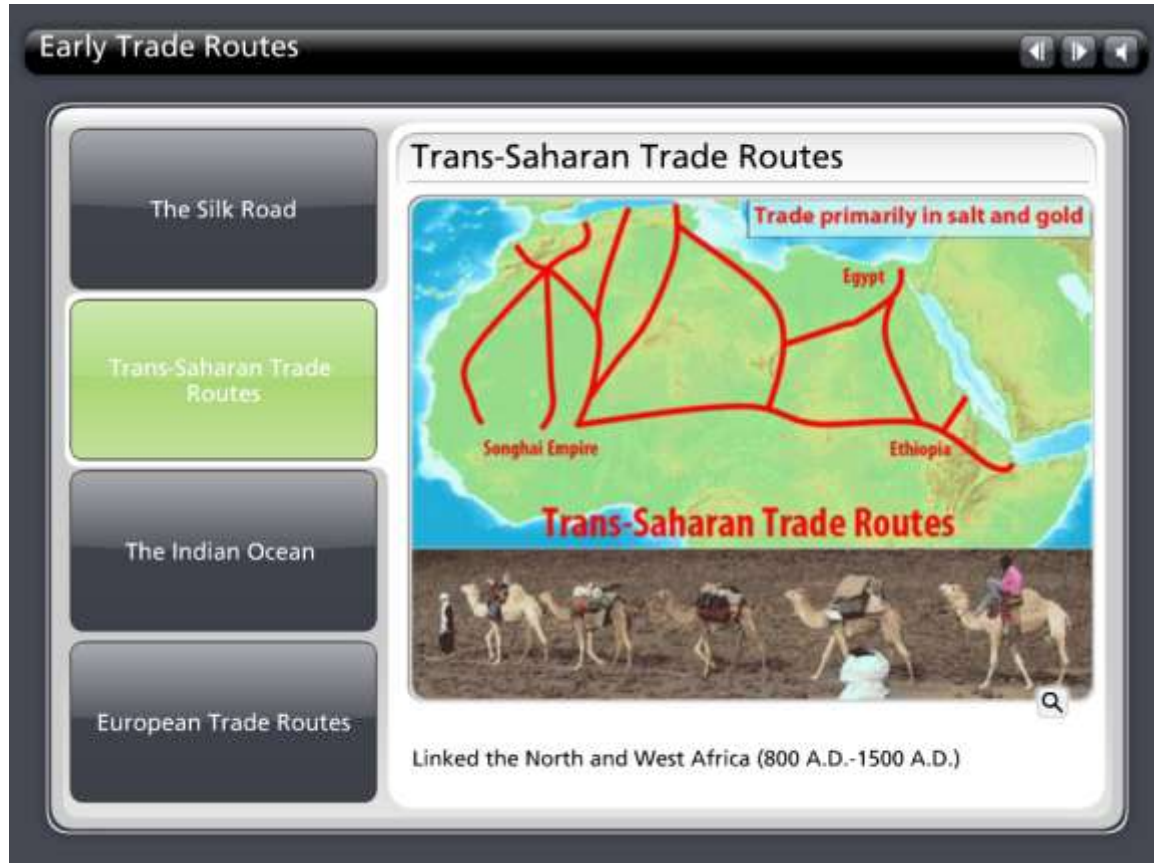 Early Trade Routes
The Silk Road
Trans-Saharan Trade
Routes
The Indian Ocean
European Trade Routes
Trans-Saharan Trade Routes
Trade primarily in salt and gold
Egypt
Songhai Empire
Ethiopia
Trans-Saharan Trade Routes
Linked the North and West Africa (800 A.D.-1500 A.D.)